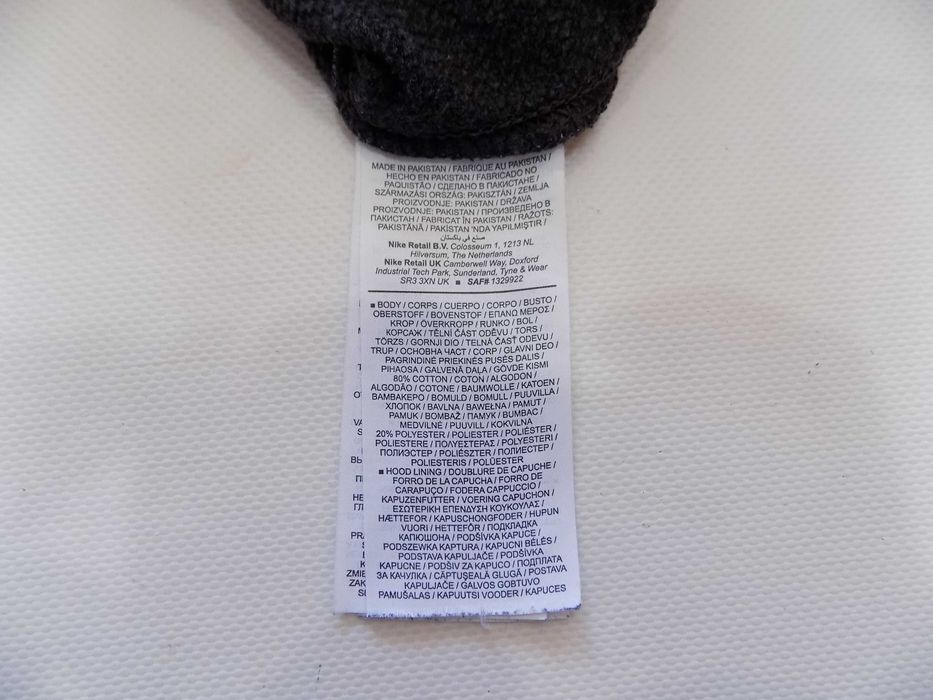 MADE IN PAKISTAN / FABRIQUE AU PAKISTAN /
HECHO EN PAKISTAN / FABRICADO NO
PAQUISTÃO / СДЕЛАНО В ПАКИСТАНЕ /
SZÁRMAZÁSI ORSZÁG: PAKISZTÁN / ZEMLJA
PROIZVODNJE: PAKISTAN / DRŽAVA
PROIZVODNJE: PAKISTAN / ПРОИЗВЕДЕНО В
ПАКИСТАН / FABRICAT ÎN PAKISTAN / RAŽOTS:
PAKISTĀNĀ / PAKISTAN 'NDA YAPILMIŞTIR /
صنع في باكستان
Nike Retail B.V. Colosseum 1, 1213 NL
Hilversum, The Netherlands
Nike Retail UK Camberwell Way, Doxford
Industrial Tech Park, Sunderland, Tyne & Wear
SR3 3XN UK ■ SAF# 1329922
■ BODY / CORPS / CUERPO / CORPO / BUSTO /
OBERSTOFF / BOVENSTOF / ΕΠΑΝΩ ΜΕΡΟΣ /
KROP / ÖVERKROPP / RUNKO / BOL /
КОРСАЖ / TĚLNÍ ČÁST ODĚVU / TORS /
TÖRZS / GORNJI DIO / TELNÁ ČASŤ ODEVU /
TRUP / ОСНОВНА ЧАСТ / CORP / GLAVNI DEO /
PAGRINDINĖ PRIEKINĖS PUSĖS DALIS /
PIHAOSA / GALVENĀ DAĻA / GÖVDE KISMI
80% COTTON / COTON / ALGODON /
ALGODÃO / COTONE / BAUMWOLLE / KATOEN /
ΒΑΜΒΑΚΕΡΟ / BOMULD / BOMULL / PUUVILLA /
ХЛОПОК / BAVLNA / BAWEŁNA / PAMUT /
PAMUK / BOMBAŽ / ПАМУК / BUMBAC /
MEDVILNĖ / PUUVILL / KOKVILNA
20% POLYESTER / POLIESTER / POLIÉSTER /
POLIESTERE / ΠΟΛΥΕΣΤΕΡΑΣ / POLYESTERI /
ПОЛИЭСТЕР / POLIÉSZTER / ПОЛИЕСТЕР /
POLIESTERIS / POLÜESTER
■ HOOD LINING / DOUBLURE DE CAPUCHE /
FORRO DE LA CAPUCHA / FORRO DE
CARAPUÇO / FODERA CAPPUCCIO /
KAPUZENFUTTER / VOERING CAPUCHON /
ΕΣΩΤΕΡΙΚΗ ΕΠΕΝΔΥΣΗ ΚΟΥΚΟΥΛΑΣ /
HÆTTEFOR / KAPUSCHONGFODER / HUPUN
VUORI / HETTEFÔR / ПОДКЛАДКА
КАПЮШОНА / PODŠÍVKA KAPUCE /
PODSZEWKA KAPTURA / KAPUCNI BÉLÉS /
PODSTAVA KAPULJAČE / PODŠÍVKA
KAPUCNE / PODŠIV ZA KAPUCO / ПОДПЛАТА
ЗА КАЧУЛКА / CĂPTUȘEALĂ GLUGĂ / POSTAVA
KAPULJAČE / GALVOS GOBTUVO
PAMUŠALAS / KAPUUTSI VOODER / KAPUCES